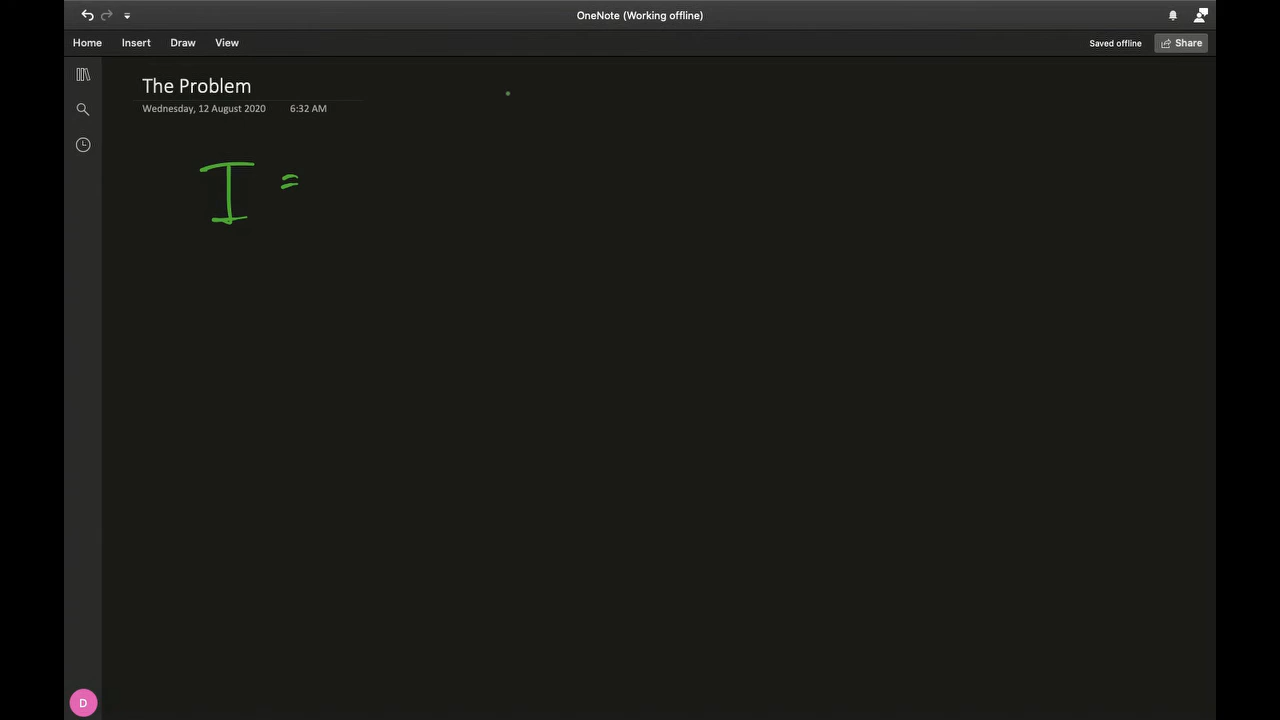 OneNote (Working offline)
Home Insert Draw View Saved offline Share
The Problem
Wednesday, 12 August 2020 6:32 AM
I =
D